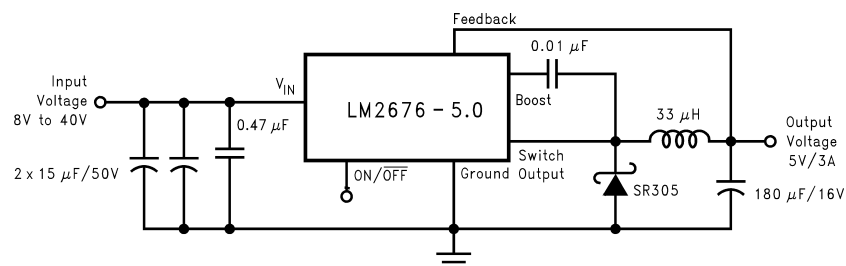 Feedback
0.01 μF
Input
Voltage
8V to 40V
VIN
LM2676 – 5.0
Boost
0.47 μF
33 μH
Output
Voltage
5V/3A
2 x 15 μF/50V
ON/OFF
Ground
Switch
Output
SR305
180 μF/16V